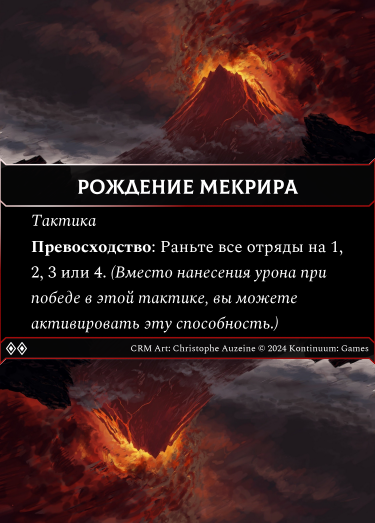 РОЖДЕНИЕ МЕКРИРА
Тактика
Превосходство: Раньте все отряды на 1,
2, 3 или 4. (Вместо нанесения урона при
победе в этой тактике, вы можете
активировать эту способность.)
CRM Art: Christophe Auzeine © 2024 Kontinuum: Games